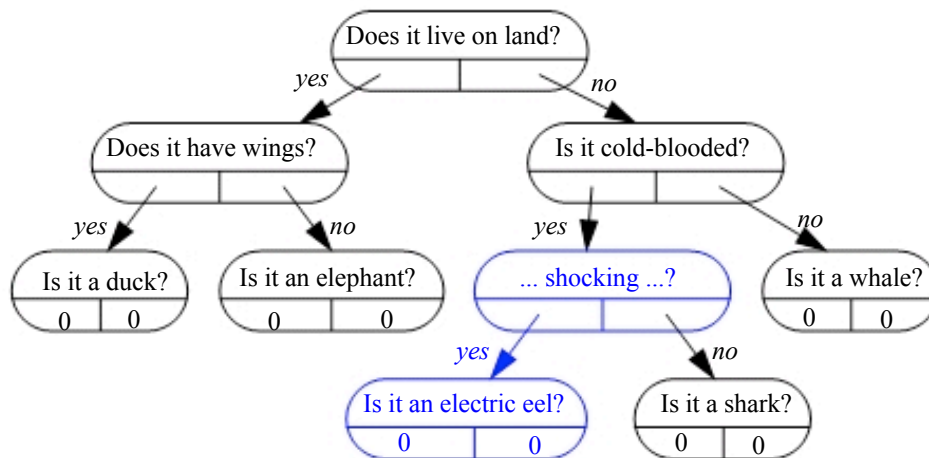 Does it live on land?
yes no
Does it have wings? Is it cold-blooded?
yes no yes no
Is it a duck? Is it an elephant? ... shocking ...? Is it a whale?
0 0 0 0 0 0
yes no
Is it an electric eel? Is it a shark?
0 0 0 0